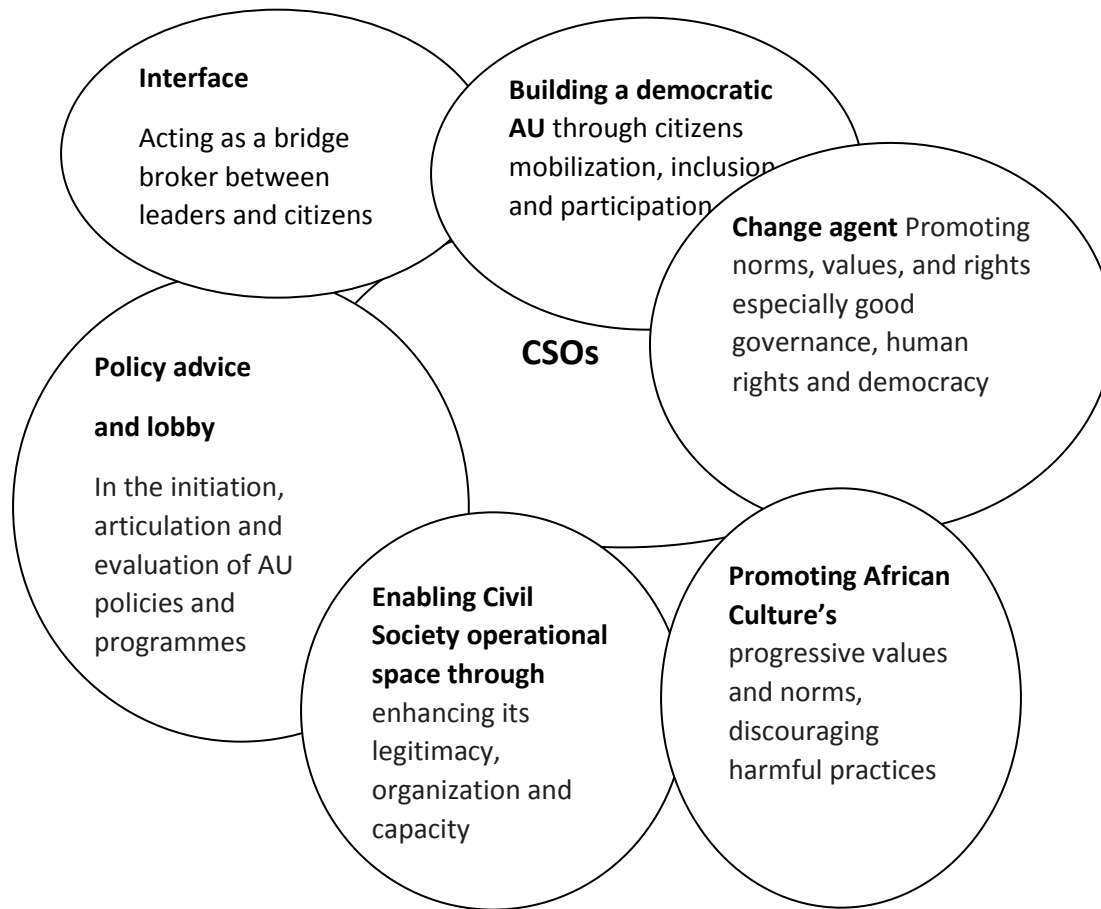 Interface
Acting as a bridge
broker between
leaders and citizens
Building a democratic
AU through citizens
mobilization, inclusion
and participation
Change agent Promoting
norms, values, and rights
especially good
governance, human
rights and democracy
CSOs
Policy advice
and lobby
In the initiation,
articulation and
evaluation of AU
policies and
programmes
Enabling Civil
Society operational
space through
enhancing its
legitimacy,
organization and
capacity
Promoting African
Culture’s
progressive values
and norms,
discouraging
harmful practices